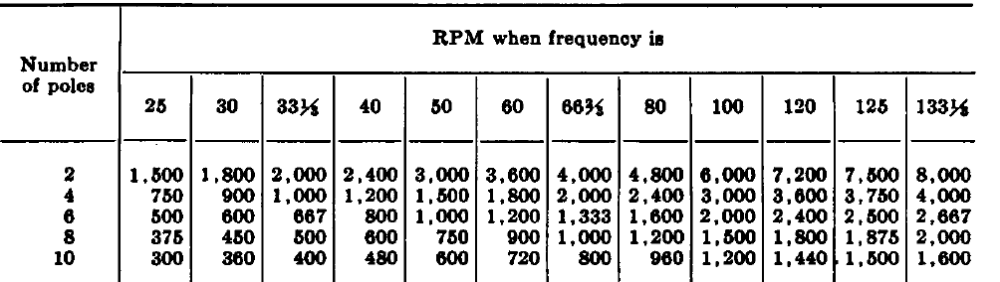 RPM when frequency is
Number
of poles
25 30 33⅓ 40 50 60 66⅔ 80 100 120 125 133⅓
2 1,500 1,800 2,000 2,400 3,000 3,600 4,000 4,800 6,000 7,200 7,500 8,000
4 750 900 1,000 1,200 1,500 1,800 2,000 2,400 3,000 3,600 3,750 4,000
6 500 600 667 800 1,000 1,200 1,333 1,600 2,000 2,400 2,500 2,667
8 375 450 500 600 750 900 1,000 1,200 1,500 1,800 1,875 2,000
10 300 360 400 480 600 720 800 960 1,200 1,440 1,500 1,600